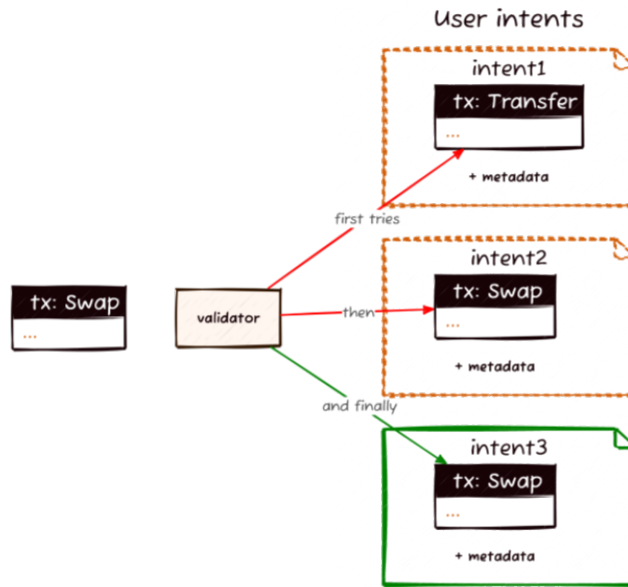 User intents
intent1
tx: Transfer
...
+ metadata
first tries
intent2
tx: Swap
...
+ metadata
then
tx: Swap
...
validator
and finally
intent3
tx: Swap
...
+ metadata